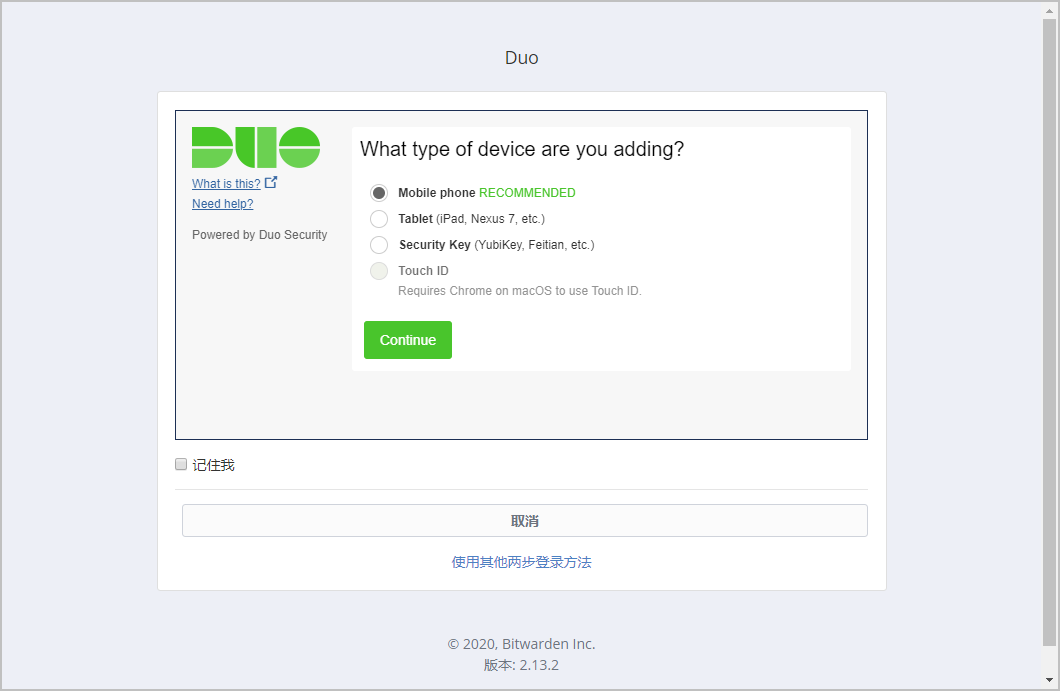 Duo
DUO
What is this?
Need help?
Powered by Duo Security
What type of device are you adding?
Mobile phone RECOMMENDED
Tablet (iPad, Nexus 7, etc.)
Security Key (YubiKey, Feitian, etc.)
Touch ID
Requires Chrome on macOS to use Touch ID.
Continue
记住我
取消
使用其他两步登录方法
© 2020, Bitwarden Inc.
版本: 2.13.2